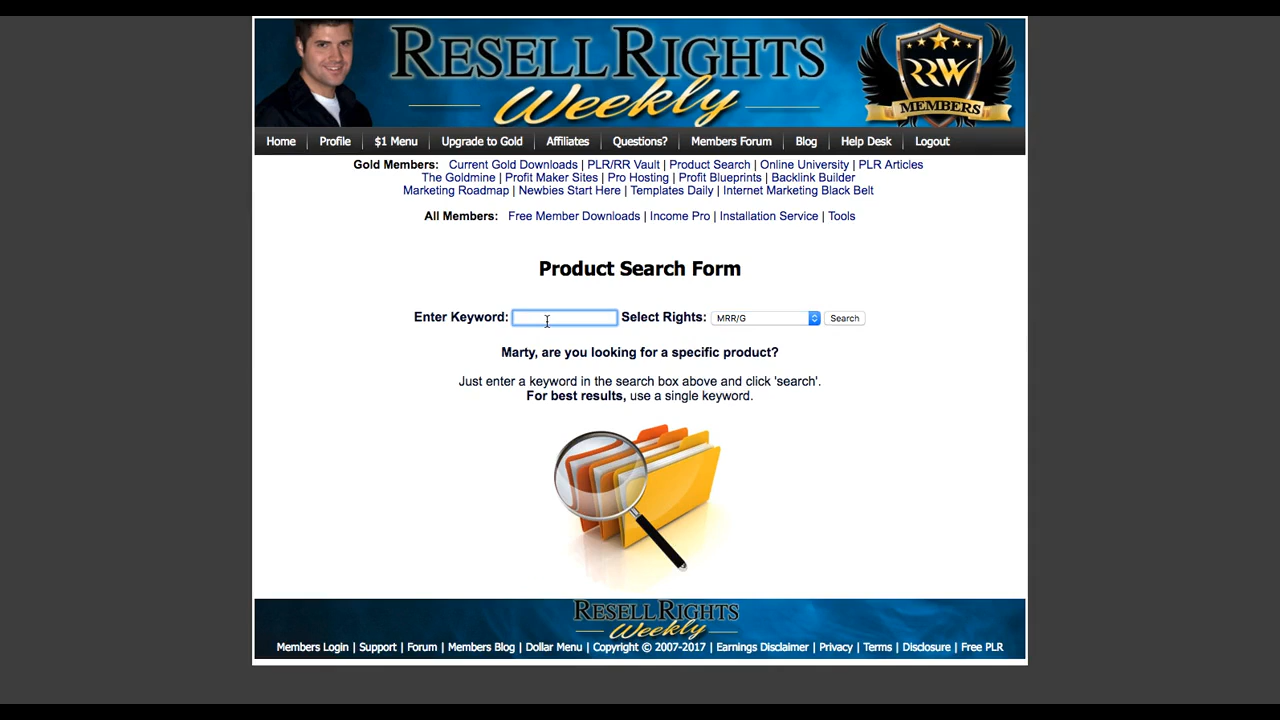 RESELL RIGHTS
Weekly
RRW
MEMBERS
Home | Profile | $1 Menu | Upgrade to Gold | Affiliates | Questions? | Members Forum | Blog | Help Desk | Logout
Gold Members: Current Gold Downloads | PLR/RR Vault | Product Search | Online University | PLR Articles
The Goldmine | Profit Maker Sites | Pro Hosting | Profit Blueprints | Backlink Builder
Marketing Roadmap | Newbies Start Here | Templates Daily | Internet Marketing Black Belt
All Members: Free Member Downloads | Income Pro | Installation Service | Tools
Product Search Form
Enter Keyword: Select Rights: MRR/G Search
Marty, are you looking for a specific product?
Just enter a keyword in the search box above and click 'search'.
For best results, use a single keyword.
RESELL RIGHTS
Weekly
Members Login | Support | Forum | Members Blog | Dollar Menu | Copyright © 2007-2017 | Earnings Disclaimer | Privacy | Terms | Disclosure | Free PLR